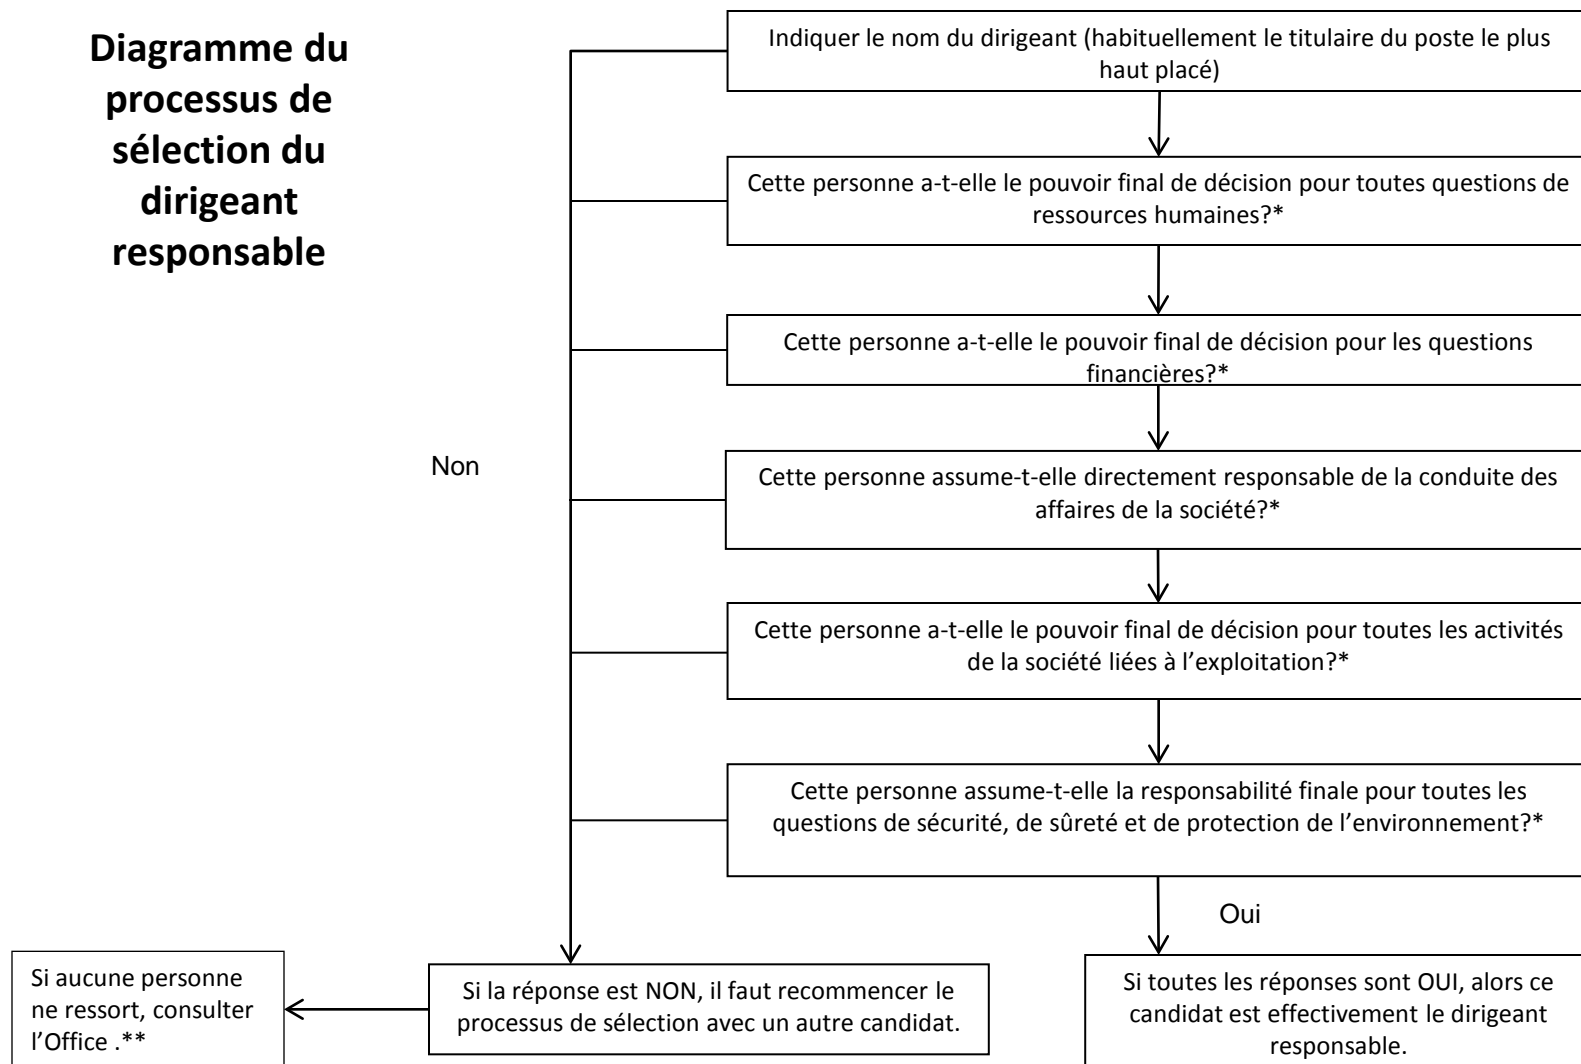 Diagramme du
processus de
sélection du
dirigeant
responsable
Indiquer le nom du dirigeant (habituellement le titulaire du poste le plus
haut placé)
Cette personne a-t-elle le pouvoir final de décision pour toutes questions de
ressources humaines?*
Cette personne a-t-elle le pouvoir final de décision pour les questions
financières?*
Non
Cette personne assume-t-elle directement responsable de la conduite des
affaires de la société?*
Cette personne a-t-elle le pouvoir final de décision pour toutes les activités
de la société liées à l’exploitation?*
Cette personne assume-t-elle la responsabilité finale pour toutes les
questions de sécurité, de sûreté et de protection de l’environnement?*
Oui
Si aucune personne
ne ressort, consulter
l’Office .**
Si la réponse est NON, il faut recommencer le
processus de sélection avec un autre candidat.
Si toutes les réponses sont OUI, alors ce
candidat est effectivement le dirigeant
responsable.